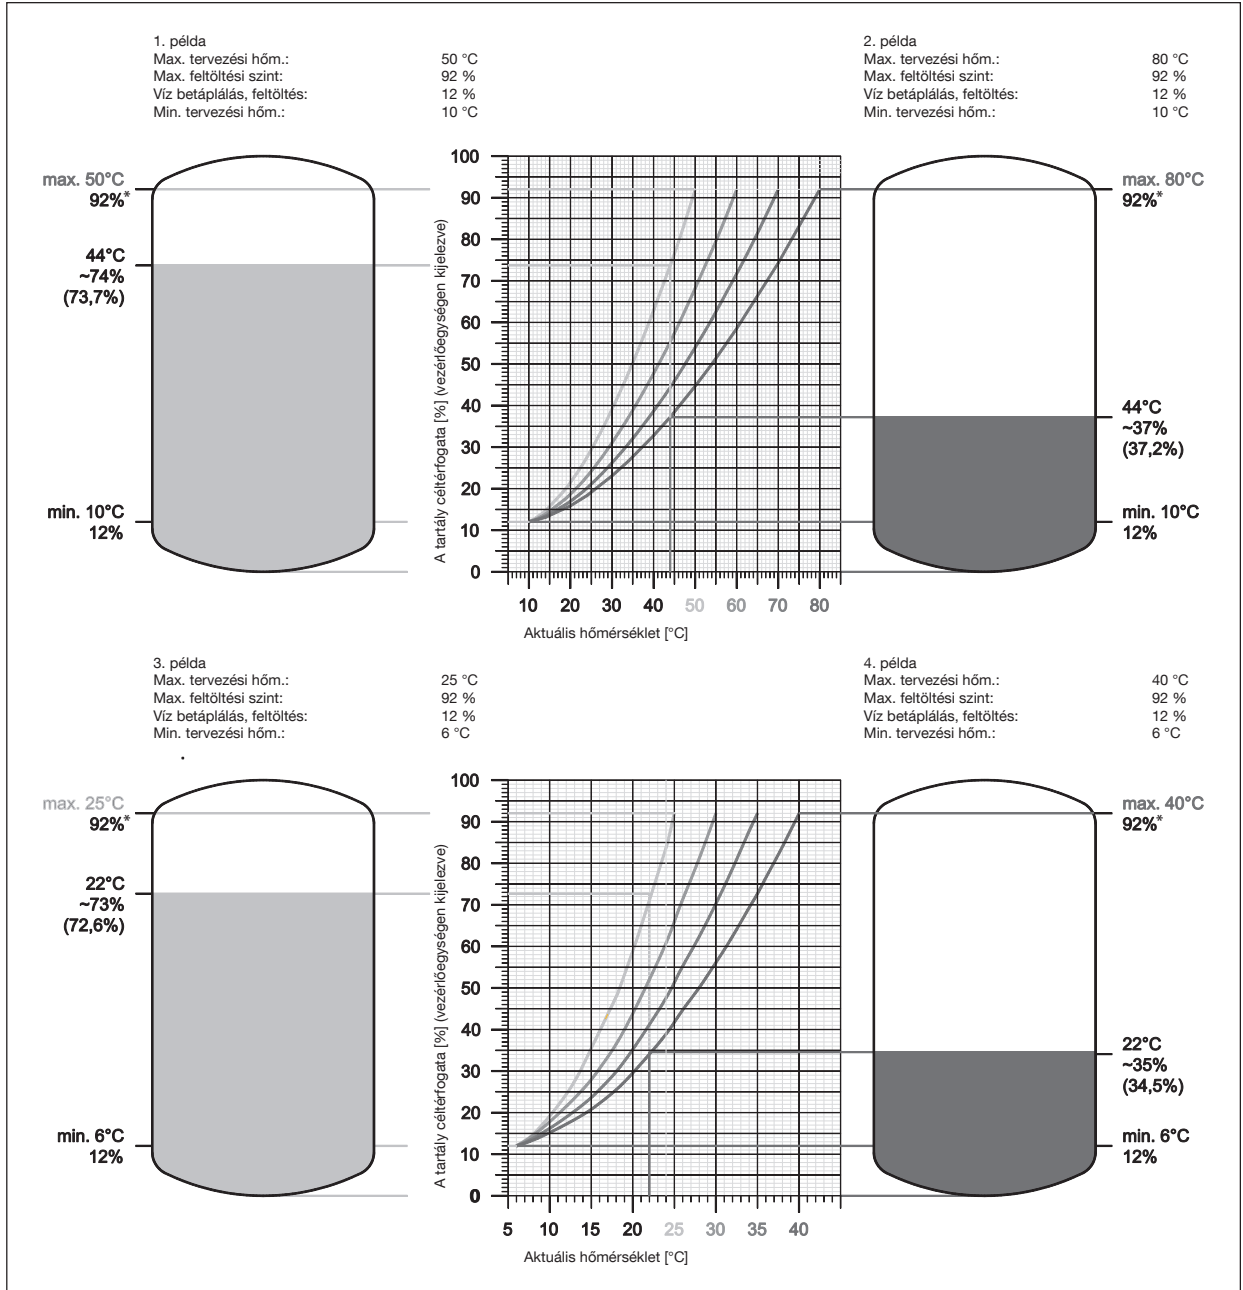 1. példa
Max. tervezési hőm.: 50 °C
Max. feltöltési szint: 92 %
Víz betáplálás, feltöltés: 12 %
Min. tervezési hőm.: 10 °C
2. példa
Max. tervezési hőm.: 80 °C
Max. feltöltési szint: 92 %
Víz betáplálás, feltöltés: 12 %
Min. tervezési hőm.: 10 °C
max. 50°C
92%*
44°C
~74%
(73,7%)
min. 10°C
12%
A tartály céltérfogata [%] (vezérlőegységen kijelezve)
100
90
80
70
60
50
40
30
20
10
0
10 20 30 40 50 60 70 80
Aktuális hőmérséklet [°C]
max. 80°C
92%*
44°C
~37%
(37,2%)
min. 10°C
12%
3. példa
Max. tervezési hőm.: 25 °C
Max. feltöltési szint: 92 %
Víz betáplálás, feltöltés: 12 %
Min. tervezési hőm.: 6 °C
4. példa
Max. tervezési hőm.: 40 °C
Max. feltöltési szint: 92 %
Víz betáplálás, feltöltés: 12 %
Min. tervezési hőm.: 6 °C
max. 25°C
92%*
22°C
~73%
(72,6%)
min. 6°C
12%
A tartály céltérfogata [%] (vezérlőegységen kijelezve)
100
90
80
70
60
50
40
30
20
10
0
5 10 15 20 25 30 35 40
Aktuális hőmérséklet [°C]
max. 40°C
92%*
22°C
~35%
(34,5%)
min. 6°C
12%